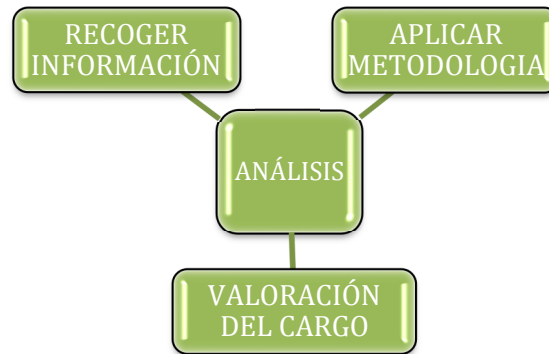 RECOGER
INFORMACIÓN
APLICAR
METODOLOGIA
ANÁLISIS
VALORACIÓN
DEL CARGO